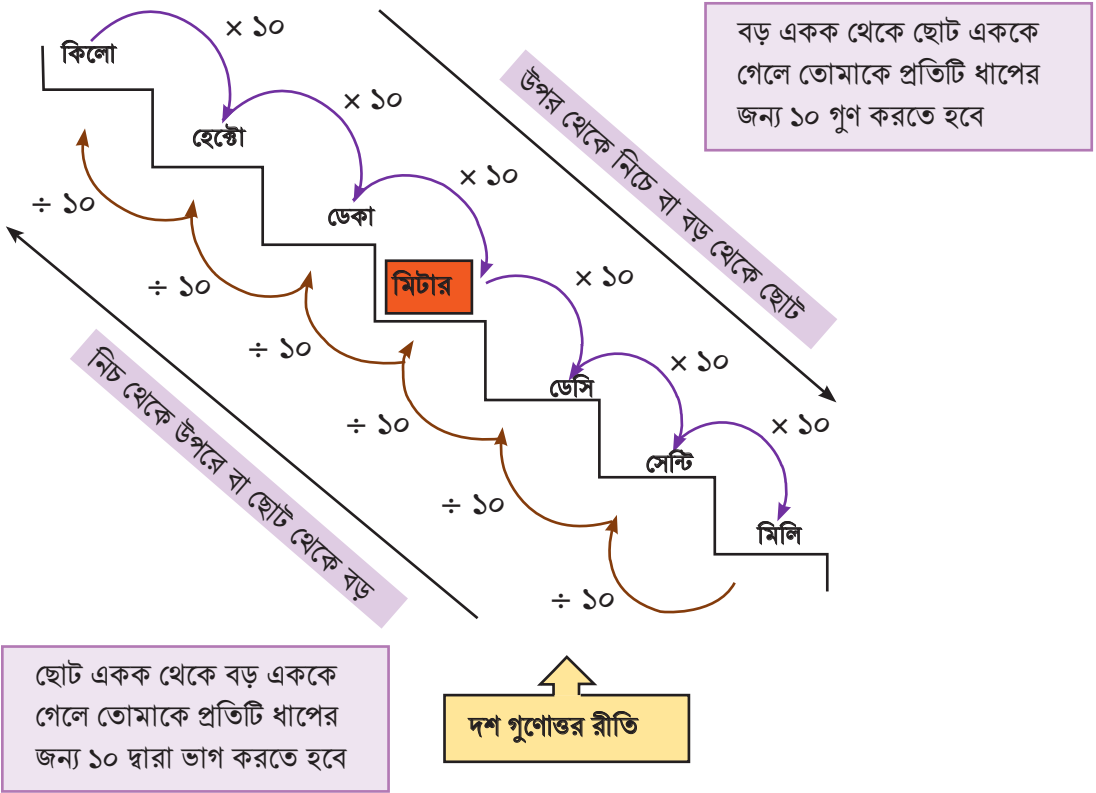 কিলো
× ১০
বড় একক থেকে ছোট এককে
গেলে তোমাকে প্রতিটি ধাপের
জন্য ১০ গুণ করতে হবে
হেক্টো
× ১০
উপর থেকে নিচে বা বড় থেকে ছোট
ডেকা
× ১০
মিটার
× ১০
ডেসি
× ১০
সেন্টি
× ১০
মিলি
÷ ১০
÷ ১০
÷ ১০
÷ ১০
÷ ১০
÷ ১০
নিচ থেকে উপরে বা ছোট থেকে বড়
ছোট একক থেকে বড় এককে
গেলে তোমাকে প্রতিটি ধাপের
জন্য ১০ দ্বারা ভাগ করতে হবে
দশ গুণোত্তর রীতি